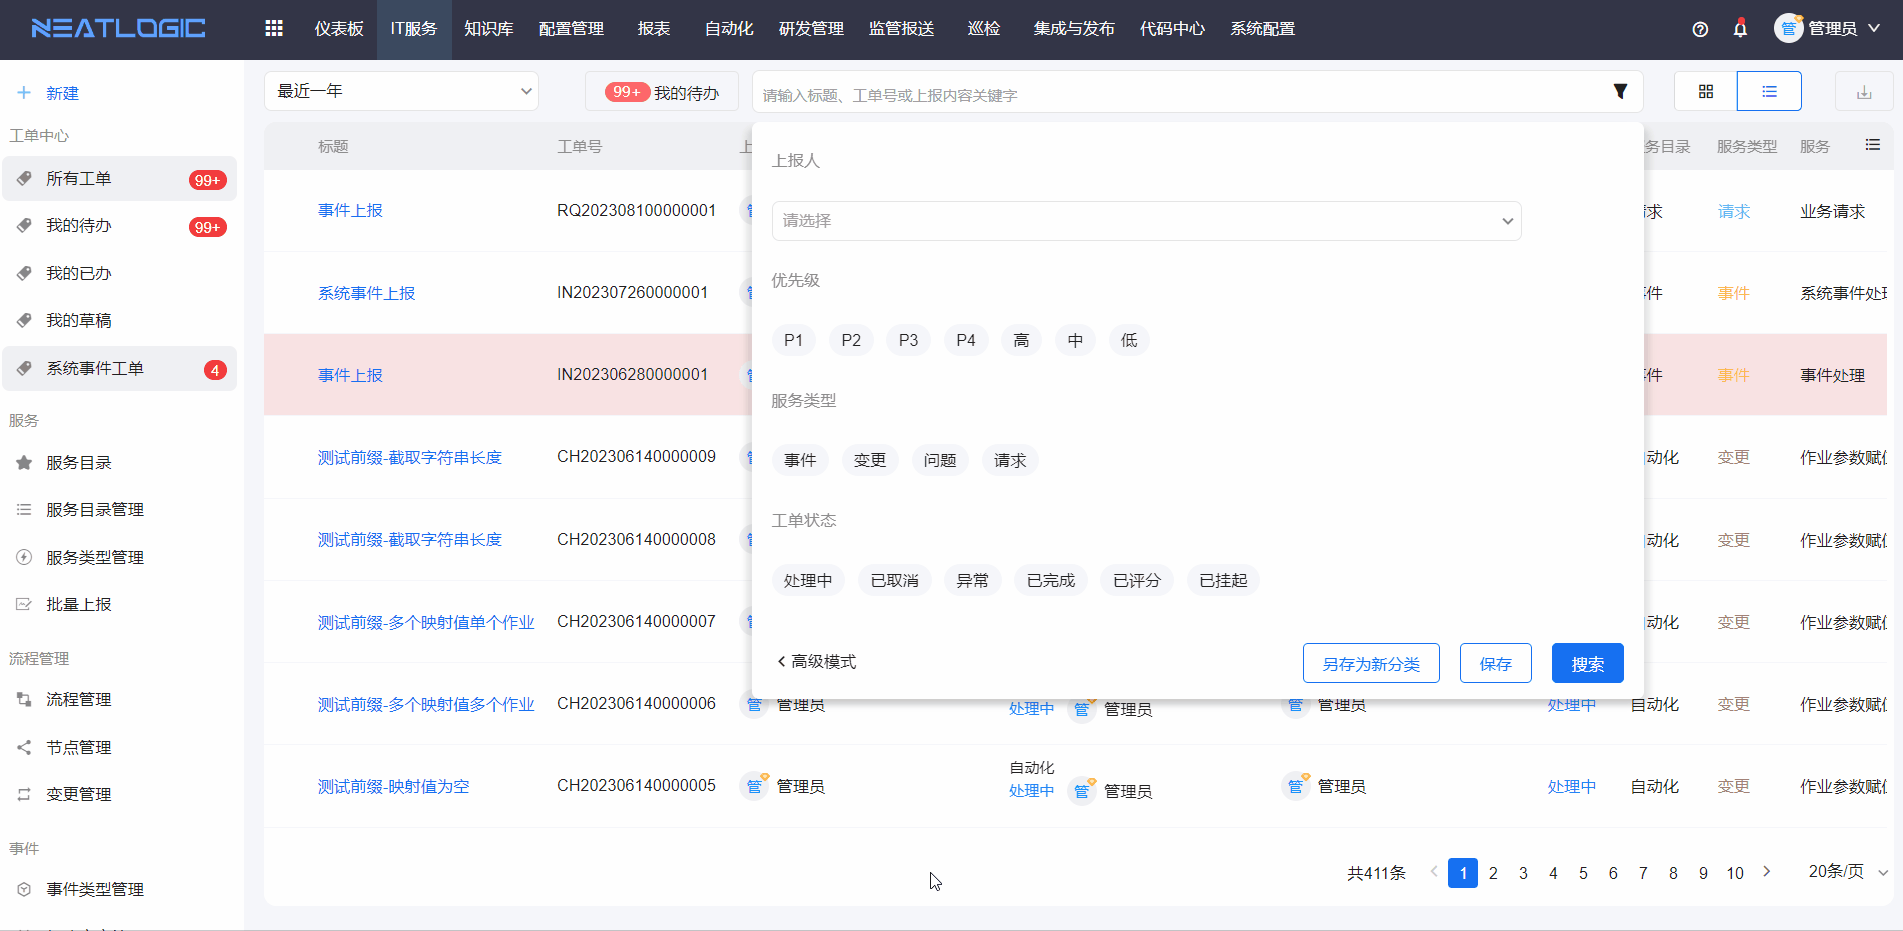 NEATLOGIC
仪表板 IT服务 知识库 配置管理 报表 自动化 研发管理 监管报送 巡检 集成与发布 代码中心 系统配置
管 管理员
新建
工单中心
所有工单 99+
我的待办 99+
我的已办
我的草稿
系统事件工单 4
服务
服务目录
服务目录管理
服务类型管理
批量上报
流程管理
流程管理
节点管理
变更管理
事件
事件类型管理
最近一年
99+ 我的待办
请输入标题、工单号或上报内容关键字
标题 工单号 上 务目录 服务类型 服务
事件上报 RQ202308100000001 求 请求 业务请求
系统事件上报 IN202307260000001 件 事件 系统事件处理
事件上报 IN202306280000001 件 事件 事件处理
测试前缀-截取字符串长度 CH202306140000009 动化 变更 作业参数赋值
测试前缀-截取字符串长度 CH202306140000008 动化 变更 作业参数赋值
测试前缀-多个映射值单个作业 CH202306140000007 动化 变更 作业参数赋值
测试前缀-多个映射值多个作业 CH202306140000006 管 管理员 处理中 管 管理员 管 管理员 处理中 自动化 变更 作业参数赋值
自动化
测试前缀-映射值为空 CH202306140000005 管 管理员 处理中 管 管理员 管 管理员 处理中 自动化 变更 作业参数赋值
上报人
请选择
优先级
P1 P2 P3 P4 高 中 低
服务类型
事件 变更 问题 请求
工单状态
处理中 已取消 异常 已完成 已评分 已挂起
高级模式 另存为新分类 保存 搜索
共411条 1 2 3 4 5 6 7 8 9 10 20条/页